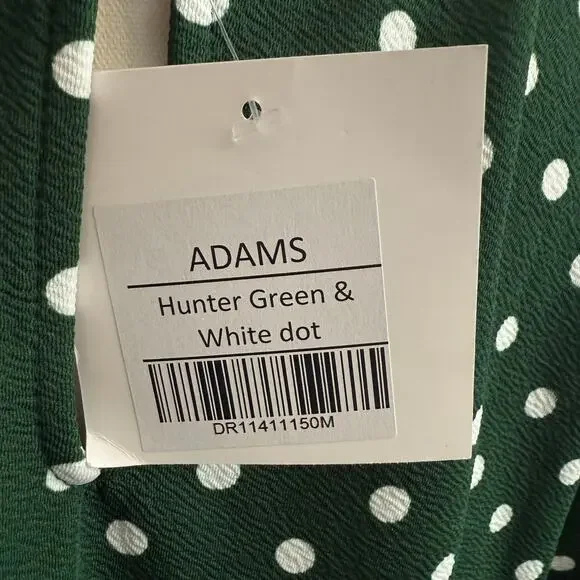 ADAMS
Hunter Green &
White dot
DR11411150M